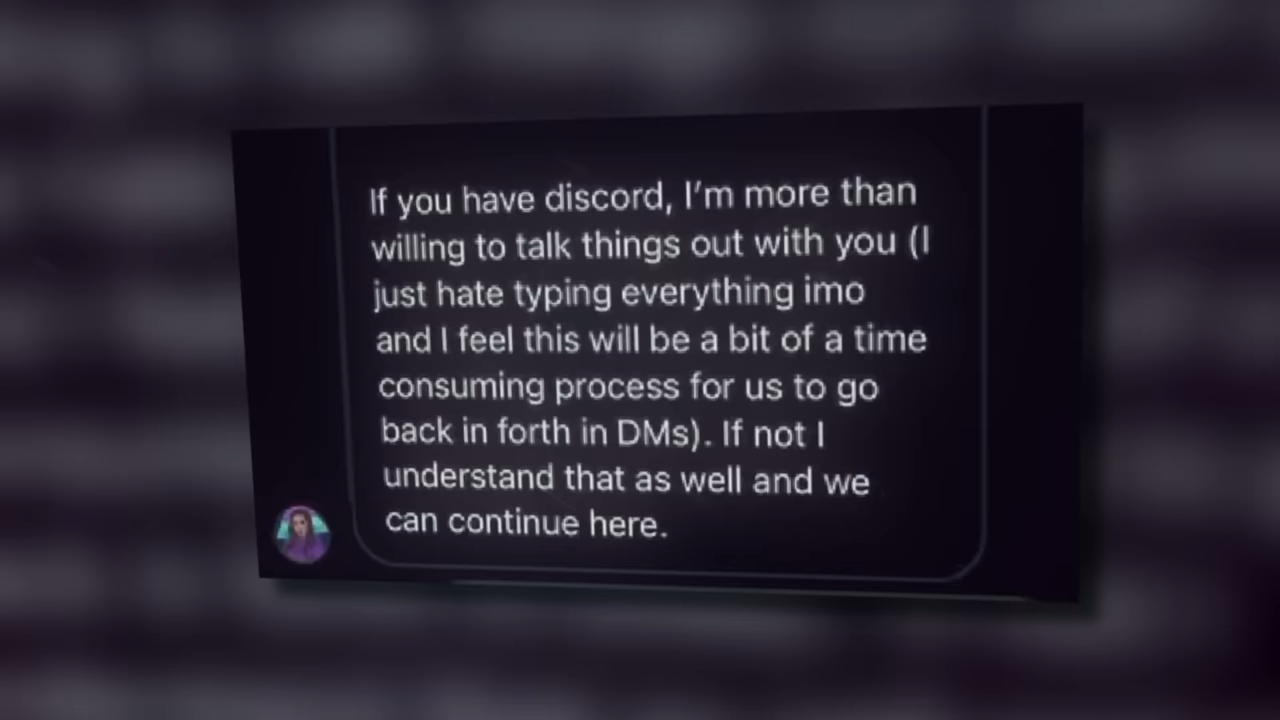 If you have discord, I'm more than
willing to talk things out with you (I
just hate typing everything imo
and I feel this will be a bit of a time
consuming process for us to go
back in forth in DMs). If not I
understand that as well and we
can continue here.